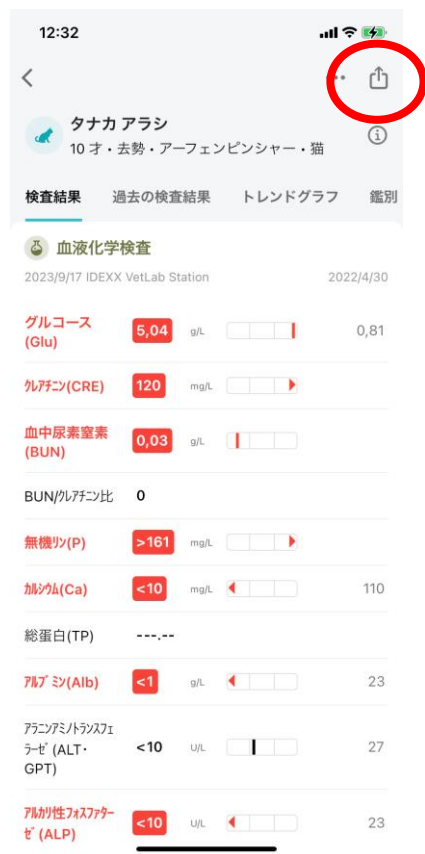 12:32
タナカ アラシ
10 才・去勢・アーフェンピンシャー・猫
検査結果 過去の検査結果 トレンドグラフ 鑑別
血液化学検査
2023/9/17 IDEXX VetLab Station 2022/4/30
グルコース
(Glu) 5,04 g/L 0,81
ｸﾚｱﾁﾆﾝ(CRE) 120 mg/L
血中尿素窒素
(BUN) 0,03 g/L
BUN/ｸﾚｱﾁﾆﾝ比 0
無機リン(P) >161 mg/L
ｶﾙｼｳﾑ(Ca) <10 mg/L 110
総蛋白(TP) ---.--
ｱﾙﾌﾞﾐﾝ(Alb) <1 g/L 23
ｱﾗﾆﾝｱﾐﾉﾄﾗﾝｽﾌｪ
ﾗｰｾﾞ (ALT・
GPT) <10 U/L 27
ｱﾙｶﾘ性ﾌｫｽﾌｧﾀｰ
ｾﾞ (ALP) <10 U/L 23